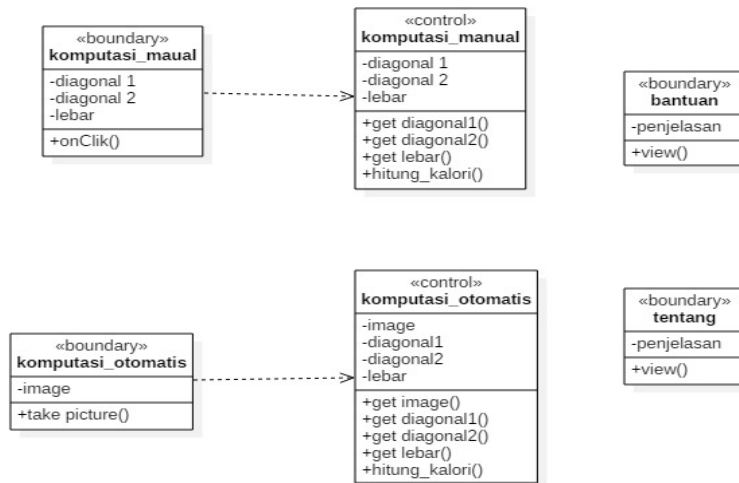 «boundary»
komputasi_maual
-diagonal 1
-diagonal 2
-lebar
+onClik()
«control»
komputasi_manual
-diagonal 1
-diagonal 2
-lebar
+get diagonal1()
+get diagonal2()
+get lebar()
+hitung_kalori()
«boundary»
bantuan
-penjelasan
+view()
«boundary»
komputasi_otomatis
-image
+take picture()
«control»
komputasi_otomatis
-image
-diagonal1
-diagonal2
-lebar
+get image()
+get diagonal1()
+get diagonal2()
+get lebar()
+hitung_kalori()
«boundary»
tentang
-penjelasan
+view()